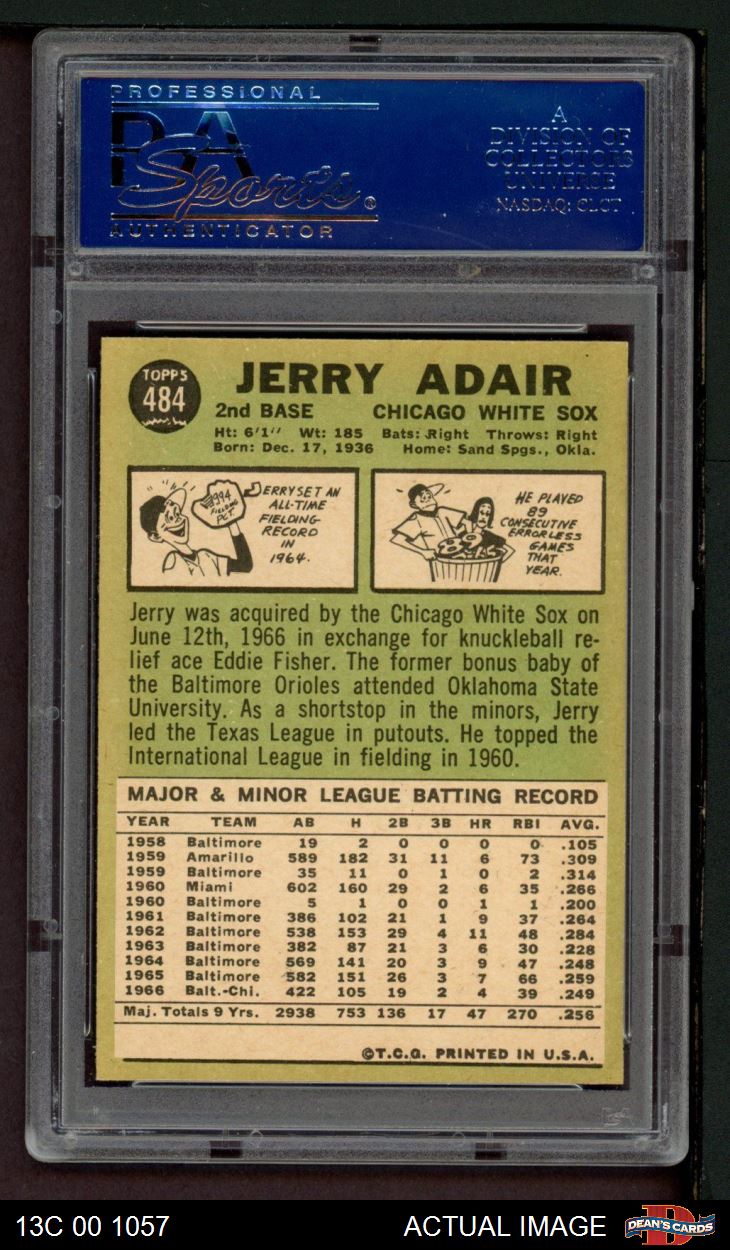 PROFESSIONAL
PSA
Sports®
AUTHENTICATOR
A
DIVISION OF
COLLECTORS
UNIVERSE
NASDAQ: CLCT
TOPPS
484
JERRY ADAIR
2nd BASE CHICAGO WHITE SOX
Ht: 6'1" Wt: 185 Bats: Right Throws: Right
Born: Dec. 17, 1936 Home: Sand Spgs., Okla.
.994
FIELDING
PCT.
JERRY SET AN
ALL-TIME
FIELDING
RECORD
IN
1964.
HE PLAYED
89
CONSECUTIVE
ERRORLESS
GAMES
THAT
YEAR.
Jerry was acquired by the Chicago White Sox on
June 12th, 1966 in exchange for knuckleball re-
lief ace Eddie Fisher. The former bonus baby of
the Baltimore Orioles attended Oklahoma State
University. As a shortstop in the minors, Jerry
led the Texas League in putouts. He topped the
International League in fielding in 1960.
MAJOR & MINOR LEAGUE BATTING RECORD
YEAR TEAM AB H 2B 3B HR RBI AVG.
1958 Baltimore 19 2 0 0 0 0 .105
1959 Amarillo 589 182 31 11 6 73 .309
1959 Baltimore 35 11 0 1 0 2 .314
1960 Miami 602 160 29 2 6 35 .266
1960 Baltimore 5 1 0 0 1 1 .200
1961 Baltimore 386 102 21 1 9 37 .264
1962 Baltimore 538 153 29 4 11 48 .284
1963 Baltimore 382 87 21 3 6 30 .228
1964 Baltimore 569 141 20 3 9 47 .248
1965 Baltimore 582 151 26 3 7 66 .259
1966 Balt.-Chi. 422 105 19 2 4 39 .249
Maj. Totals 9 Yrs. 2938 753 136 17 47 270 .256
©T.C.G. PRINTED IN U.S.A.
13C 00 1057 ACTUAL IMAGE
DEAN'S CARDS